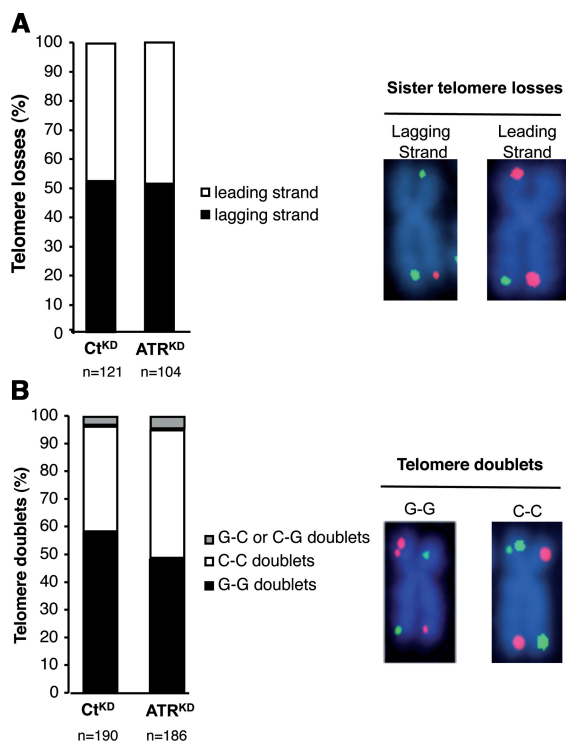 A
Telomere losses (%)
100
90
80
70
60
50
40
30
20
10
0
Ct^KD
ATR^KD
n=121
n=104
leading strand
lagging strand
Sister telomere losses
Lagging Strand
Leading Strand
B
Telomere doublets (%)
100
90
80
70
60
50
40
30
20
10
0
Ct^KD
ATR^KD
n=190
n=186
G-C or C-G doublets
C-C doublets
G-G doublets
Telomere doublets
G-G
C-C